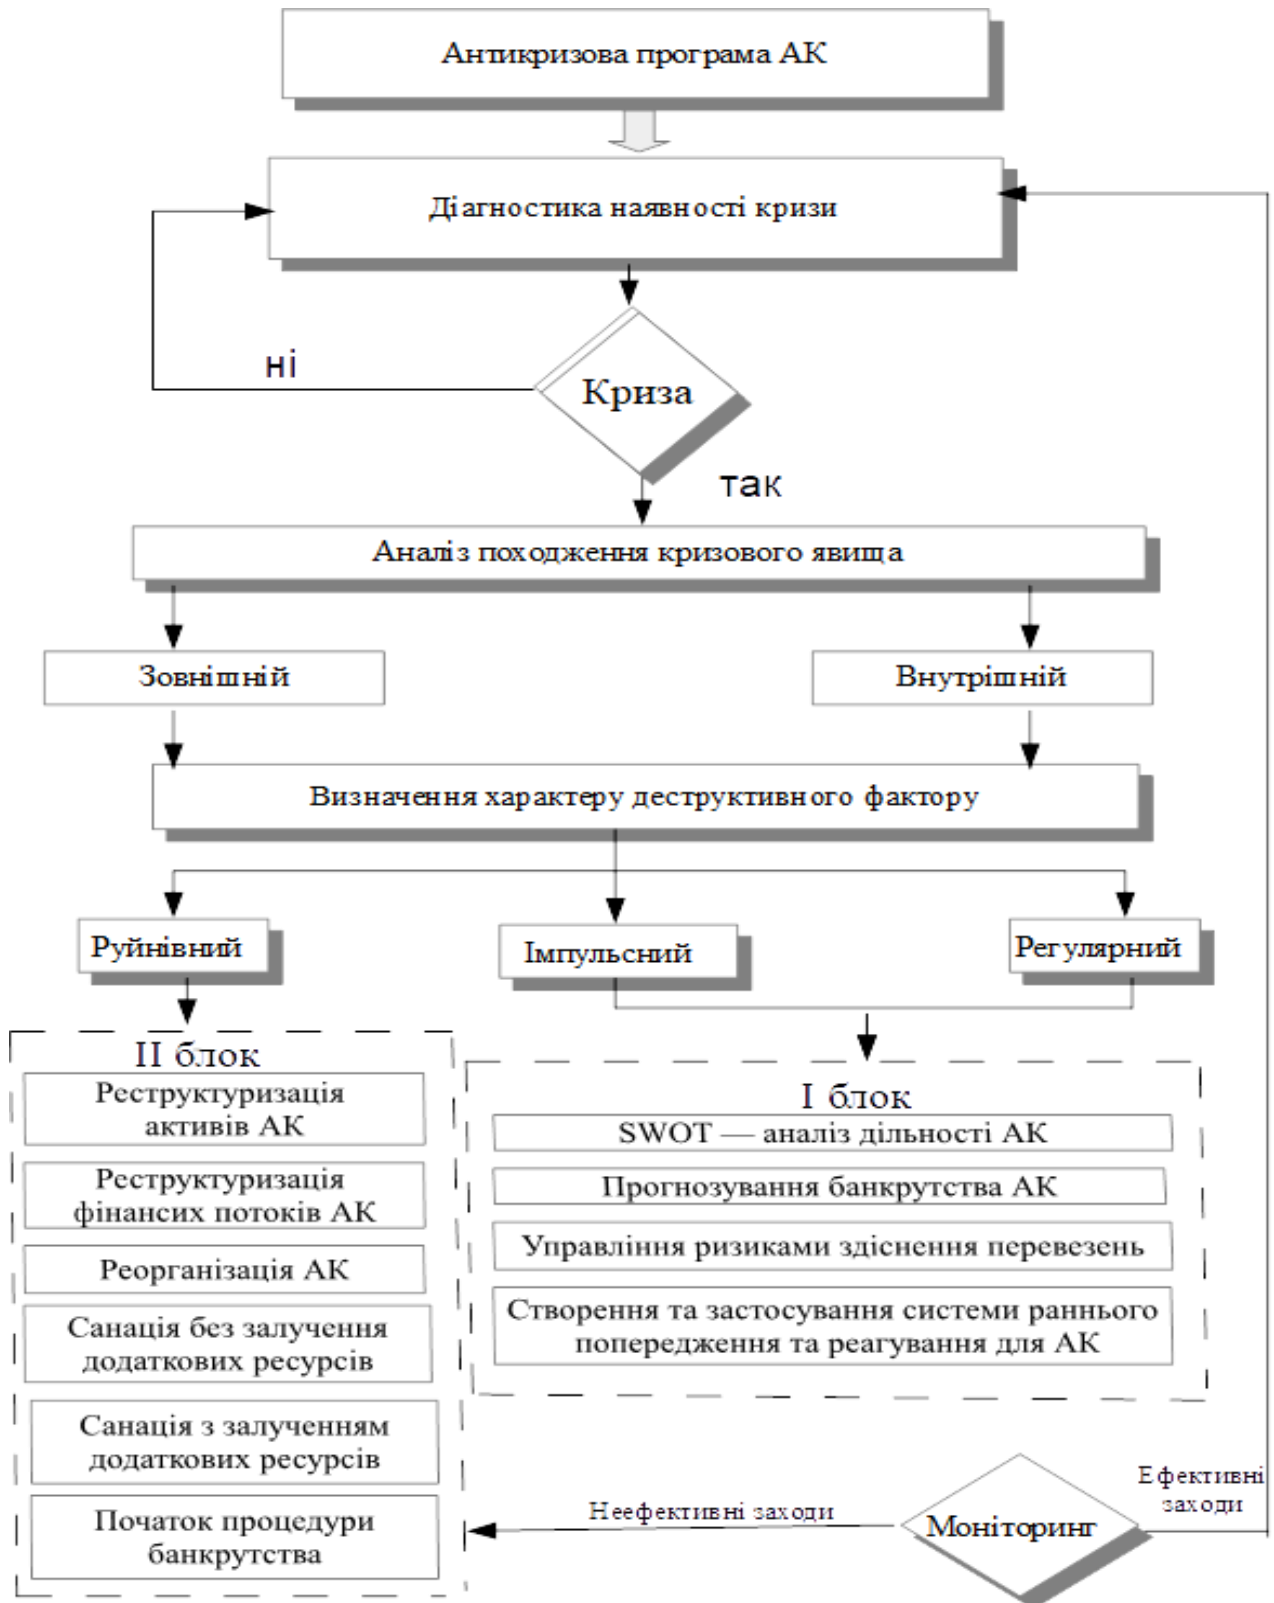 Антикризова програма АК
Діагностика наявності кризи
ні
Криза
так
Аналіз походження кризового явища
Зовнішній
Внутрішній
Визначення характеру деструктивного фактору
Руйнівний
Імпульсний
Регулярний
ІІ блок
Реструктуризація
активів АК
Реструктуризація
фінансих потоків АК
Реорганізація АК
Санація без залучення
додаткових ресурсів
Санація з залученням
додаткових ресурсів
Початок процедури
банкрутства
І блок
SWOT — аналіз дільності АК
Прогнозування банкрутства АК
Управління ризиками здіснення перевезень
Створення та застосування системи раннього
попередження та реагування для АК
Неефективні заходи
Моніторинг
Ефективні
заходи